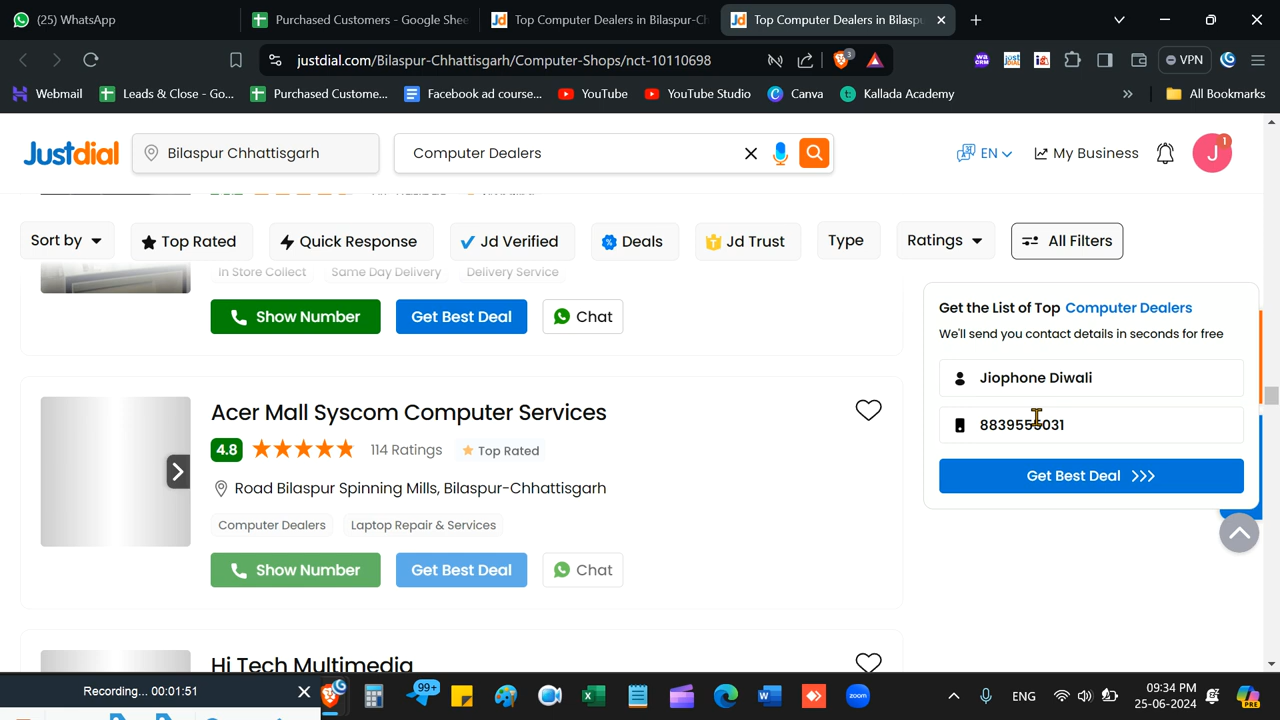 (25) WhatsApp
Purchased Customers - Google Shee
Top Computer Dealers in Bilaspur-Ch
Top Computer Dealers in Bilasp
justdial.com/Bilaspur-Chhattisgarh/Computer-Shops/nct-10110698
3
VPN
Webmail
Leads & Close - Go...
Purchased Custome...
Facebook ad course...
YouTube
YouTube Studio
Canva
Kallada Academy
All Bookmarks
Justdial
Bilaspur Chhattisgarh
Computer Dealers
EN
My Business
J
1
Sort by
Top Rated
Quick Response
Jd Verified
Deals
Jd Trust
Type
Ratings
All Filters
In Store Collect
Same Day Delivery
Delivery Service
Show Number
Get Best Deal
Chat
Get the List of Top Computer Dealers
We'll send you contact details in seconds for free
Jiophone Diwali
8839555031
Get Best Deal >>>
Acer Mall Syscom Computer Services
4.8
114 Ratings
Top Rated
Road Bilaspur Spinning Mills, Bilaspur-Chhattisgarh
Computer Dealers
Laptop Repair & Services
Show Number
Get Best Deal
Chat
Hi Tech Multimedia
Recording... 00:01:51
99+
zoom
ENG
09:34 PM
25-06-2024